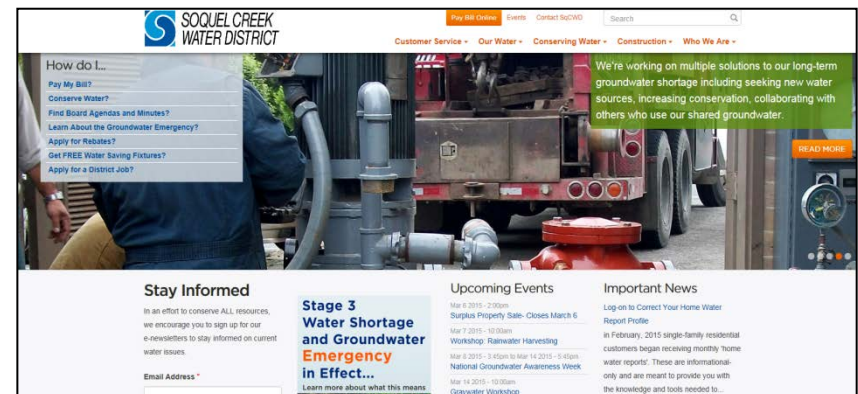 SOQUEL CREEK
WATER DISTRICT
Pay Bill Online Events Contact SqCWD Search
Customer Service Our Water Conserving Water Construction Who We Are
How do I...
Pay My Bill?
Conserve Water?
Find Board Agendas and Minutes?
Learn About the Groundwater Emergency?
Apply for Rebates?
Get FREE Water Saving Fixtures?
Apply for a District Job?
We're working on multiple solutions to our long-term
groundwater shortage including seeking new water
sources, increasing conservation, collaborating with
others who use our shared groundwater.
READ MORE
Stay Informed
In an effort to conserve ALL resources,
we encourage you to sign up for our
e-newsletters to stay informed on current
water issues.
Email Address *
Stage 3
Water Shortage
and Groundwater
Emergency
in Effect...
Learn more about what this means
Upcoming Events
Mar 6 2015 - 2:00pm
Surplus Property Sale- Closes March 6
Mar 7 2015 - 10:00am
Workshop: Rainwater Harvesting
Mar 8 2015 - 3:45pm to Mar 14 2015 - 5:45pm
National Groundwater Awareness Week
Mar 14 2015 - 10:00am
Graywater Workshop
Important News
Log-on to Correct Your Home Water
Report Profile
in February, 2015 single-family residential
customers began receiving monthly 'home
water reports'. These are informational-
only and are meant to provide you with
the knowledge and tools needed to...